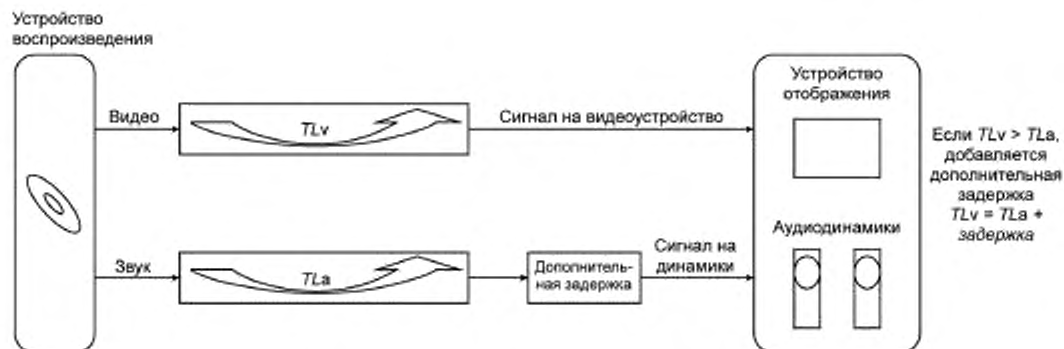 Устройство
воспроизведения
Видео
TLv
Сигнал на видеоустройство
Устройство
отображения
Если TLv > TLa,
добавляется
дополнительная
задержка
TLv = TLa +
задержка
Аудиодинамики
Звук
TLa
Дополнитель-
ная задержка
Сигнал на
динамики